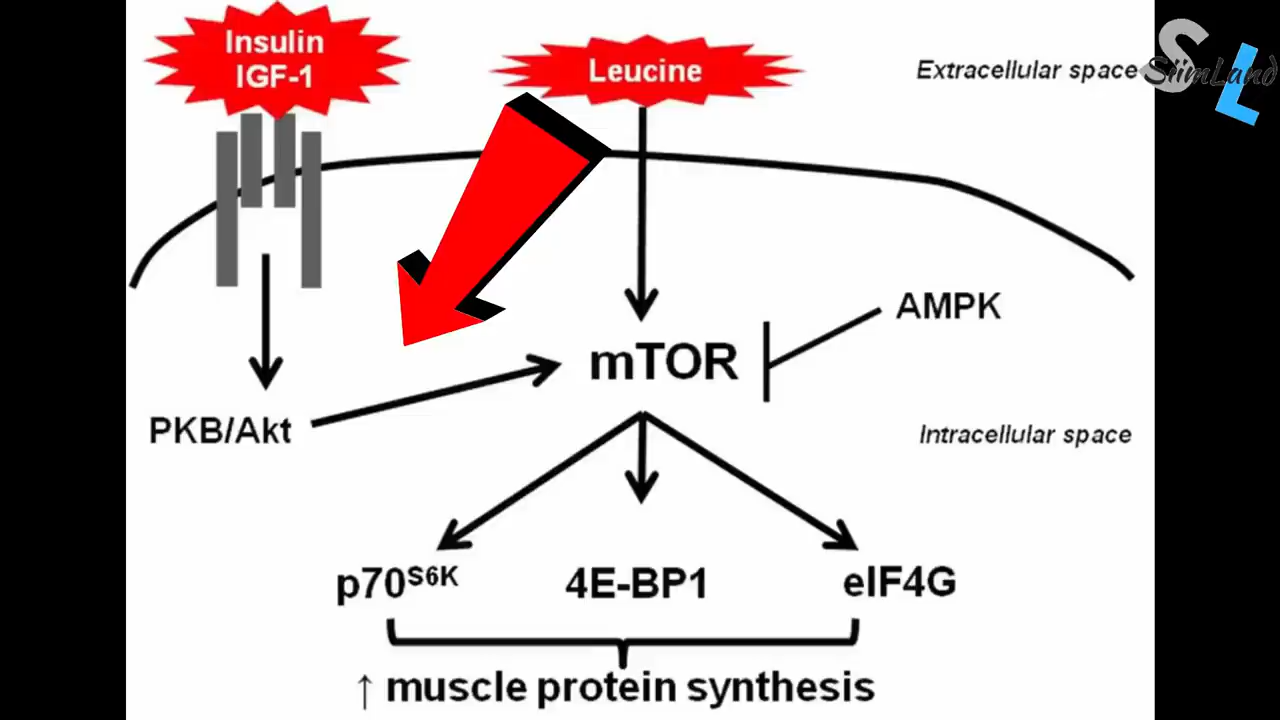 Insulin
IGF-1
Leucine
Extracellular space
SL
SiimLand
AMPK
mTOR
PKB/Akt
Intracellular space
p70S6K
4E-BP1
eIF4G
↑ muscle protein synthesis